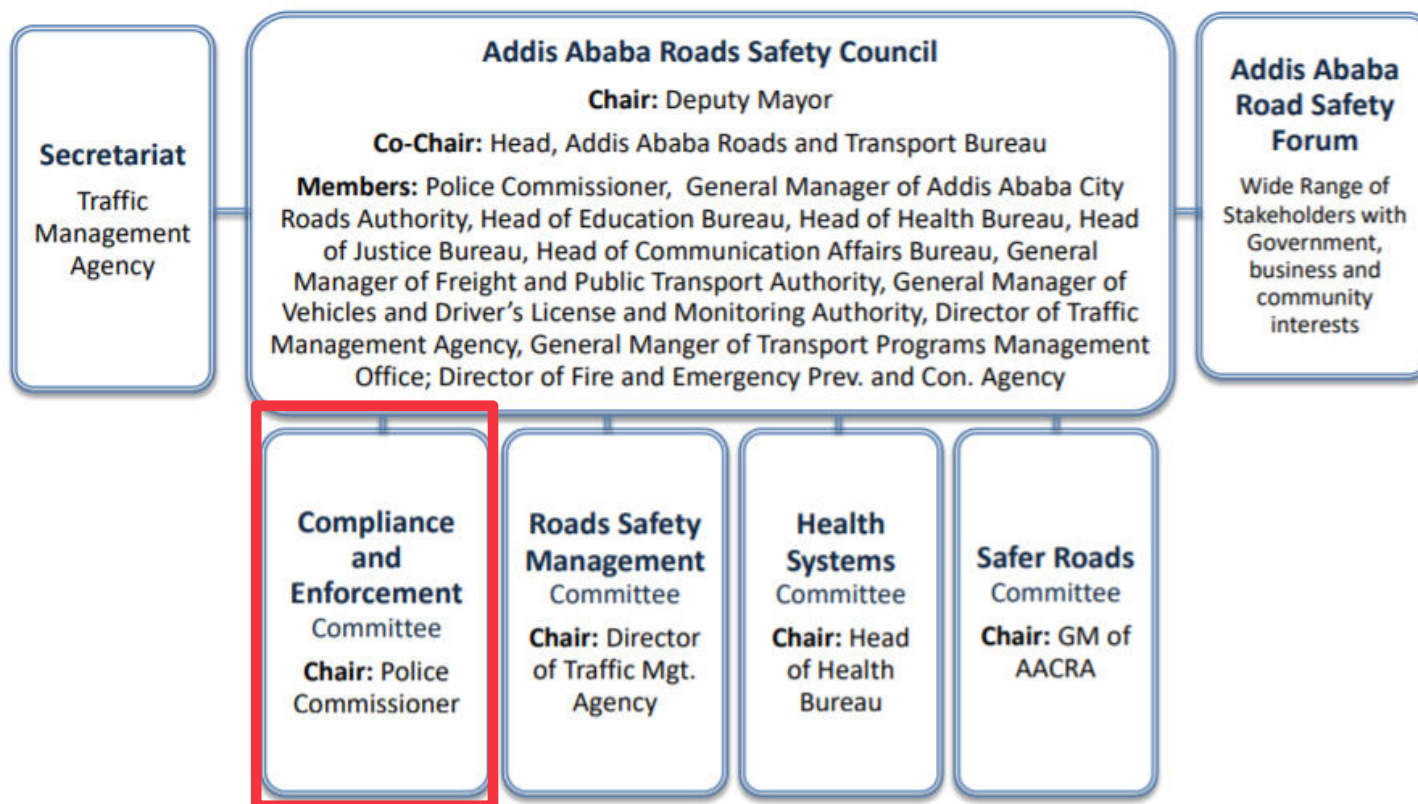 Secretariat
Traffic
Management
Agency
Addis Ababa Roads Safety Council
Chair: Deputy Mayor
Co-Chair: Head, Addis Ababa Roads and Transport Bureau
Members: Police Commissioner, General Manager of Addis Ababa City
Roads Authority, Head of Education Bureau, Head of Health Bureau, Head
of Justice Bureau, Head of Communication Affairs Bureau, General
Manager of Freight and Public Transport Authority, General Manager of
Vehicles and Driver’s License and Monitoring Authority, Director of Traffic
Management Agency, General Manger of Transport Programs Management
Office; Director of Fire and Emergency Prev. and Con. Agency
Addis Ababa
Road Safety
Forum
Wide Range of
Stakeholders with
Government,
business and
community
interests
Compliance
and
Enforcement
Committee
Chair: Police
Commissioner
Roads Safety
Management
Committee
Chair: Director
of Traffic Mgt.
Agency
Health
Systems
Committee
Chair: Head
of Health
Bureau
Safer Roads
Committee
Chair: GM of
AACRA